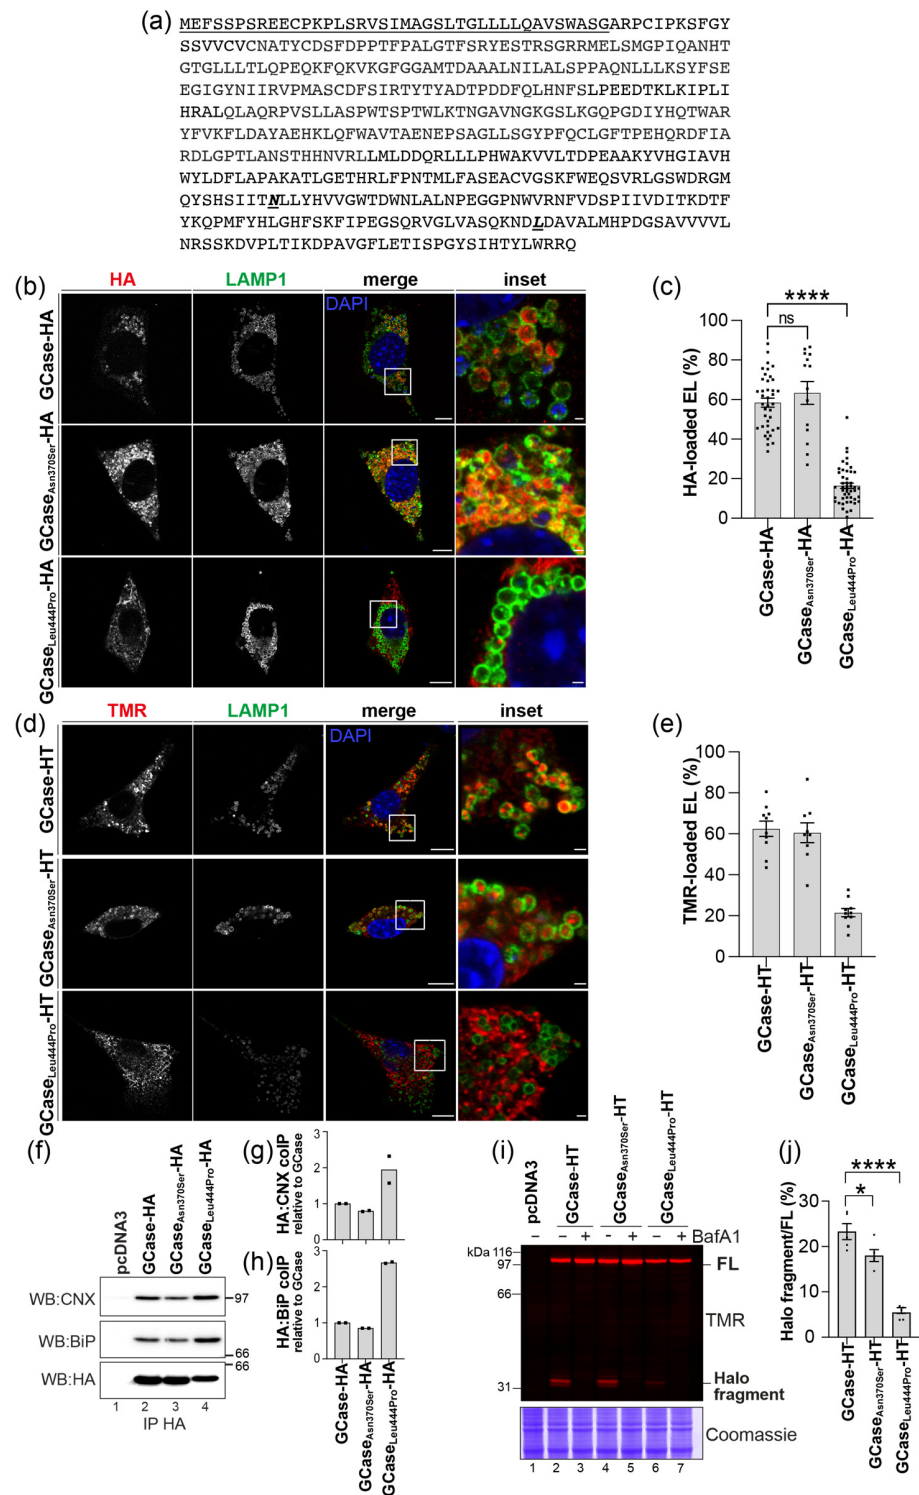 (a)
MEFSSPSREECPKPLSRVSIMAGSLTGLLLLQAVSWASGARPCIPKSFGY
SSVVCVCNATYCDSFDPPTFPALGTFSRYESTRSGRRMELSMGPIQANHT
GTGLLLTLQPEQKFQKVKGFGGAMTDAAALNILALSPPAQNLLLKSYFSE
EGIGYNIIRVPMASCDFSIRTYTYADTPDDFQLHNFSLPEEDTKLKIPLI
HRALQLAQRPVSLLASPWTSPTWLKTNGAVNGKGSLKGQPGDIYHQTWAR
YFVKFLDAYAEHKLQFWAVTAENEPSAGLLSGYPFQCLGFTPEHQRDFIA
RDLGPTLANSTHHNVRLLMLDDQRLLLPHWAKVVLTDPEAAKYVHGIAVH
WYLDFLAPAKATLGETHRLFPNTMLFASEACVGSKFWEQSVRLGSWDRGM
QYSHSIITNLLYHVVGWTDWNLALNPEGGPNWVRNFVDSPIIVDITKDTF
YKQPMFYHLGHFSKFIPEGSQRVGLVASQKNDLDAVALMHPDGSAVVVVL
NRSSKDVPLTIKDPAVGFLETISPGYSIHTYLWRRQ
(b)
HA LAMP1 merge inset
DAPI
GCase-HA
GCaseAsn370Ser-HA
GCaseLeu444Pro-HA
(c)
HA-loaded EL (%)
100
80
60
40
20
0
ns
****
GCase-HA
GCaseAsn370Ser-HA
GCaseLeu444Pro-HA
(d)
TMR LAMP1 merge inset
DAPI
GCase-HT
GCaseAsn370Ser-HT
GCaseLeu444Pro-HT
(e)
TMR-loaded EL (%)
100
80
60
40
20
0
GCase-HT
GCaseAsn370Ser-HT
GCaseLeu444Pro-HT
(f)
pcDNA3
GCase-HA
GCaseAsn370Ser-HA
GCaseLeu444Pro-HA
WB:CNX
97
WB:BiP
66
66
WB:HA
1 2 3 4
IP HA
(g)
HA:CNX coIP
relative to GCase
3
2
1
0
(h)
HA:BiP coIP
relative to GCase
3
2
1
0
GCase-HA
GCaseAsn370Ser-HA
GCaseLeu444Pro-HA
(i)
pcDNA3
GCase-HT
GCaseAsn370Ser-HT
GCaseLeu444Pro-HT
– – + – + – + BafA1
kDa 116
97
66
31
FL
TMR
Halo
fragment
Coomassie
1 2 3 4 5 6 7
(j)
Halo fragment/FL (%)
30
20
10
0
****
*
GCase-HT
GCaseAsn370Ser-HT
GCaseLeu444Pro-HT